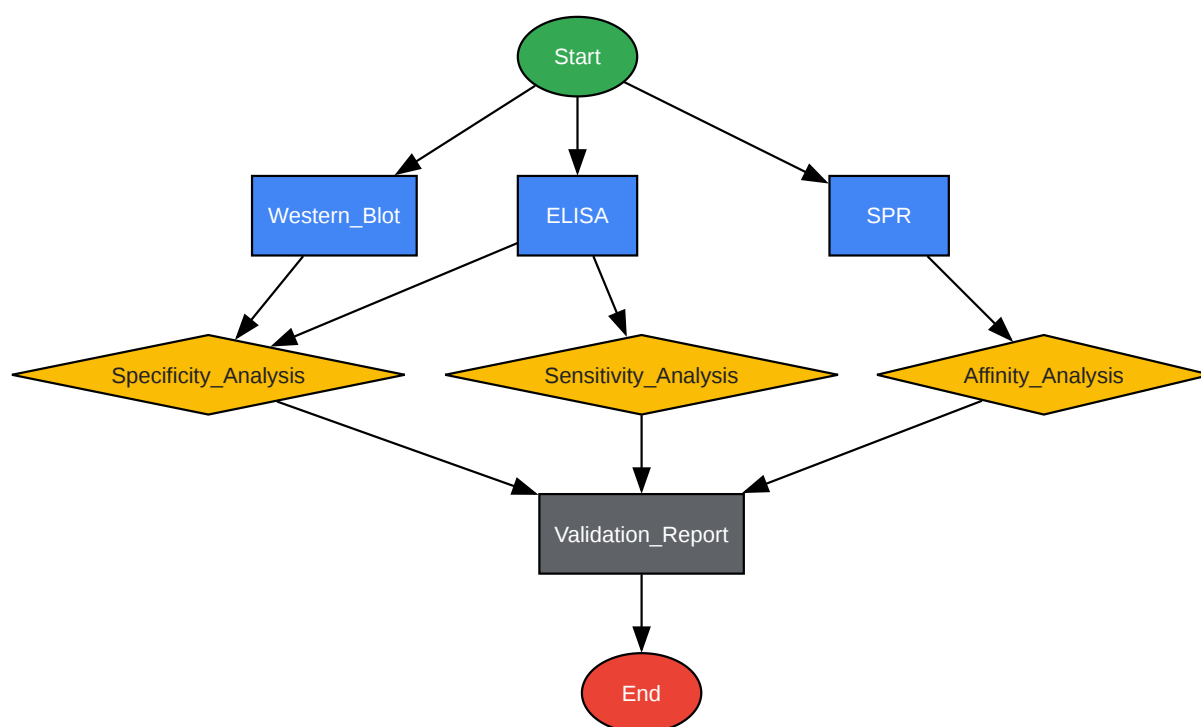 Start
Western_Blot
ELISA
SPR
Specificity_Analysis
Sensitivity_Analysis
Affinity_Analysis
Validation_Report
End